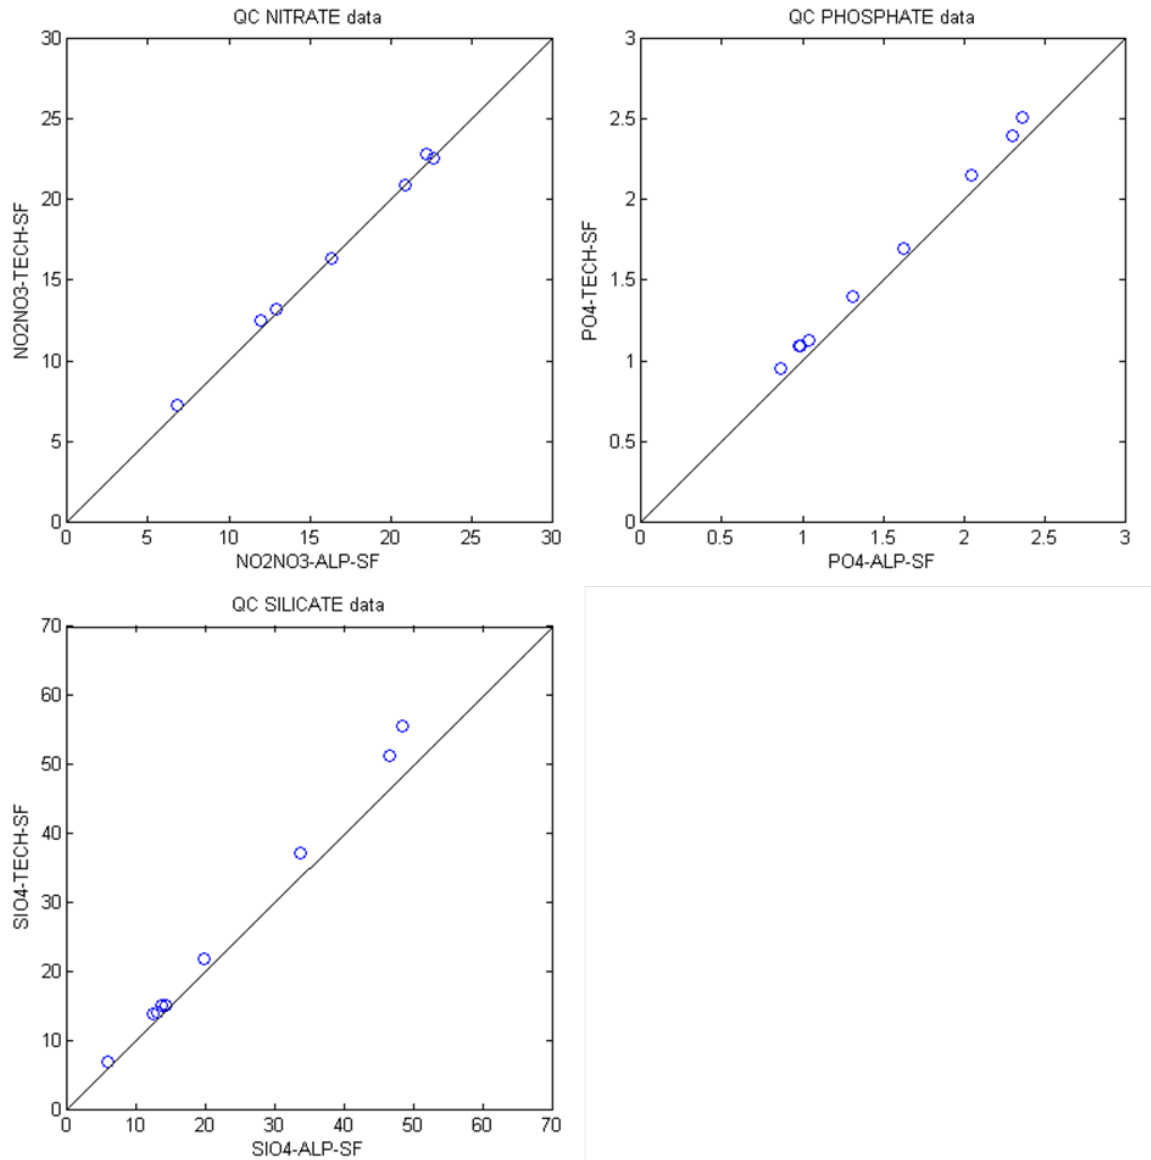 QC NITRATE data
30
25
20
15
10
5
0
NO2NO3-TECH-SF
0 5 10 15 20 25 30
NO2NO3-ALP-SF
QC PHOSPHATE data
3
2.5
2
1.5
1
0.5
0
PO4-TECH-SF
0 0.5 1 1.5 2 2.5 3
PO4-ALP-SF
QC SILICATE data
70
60
50
40
30
20
10
0
SIO4-TECH-SF
0 10 20 30 40 50 60 70
SIO4-ALP-SF